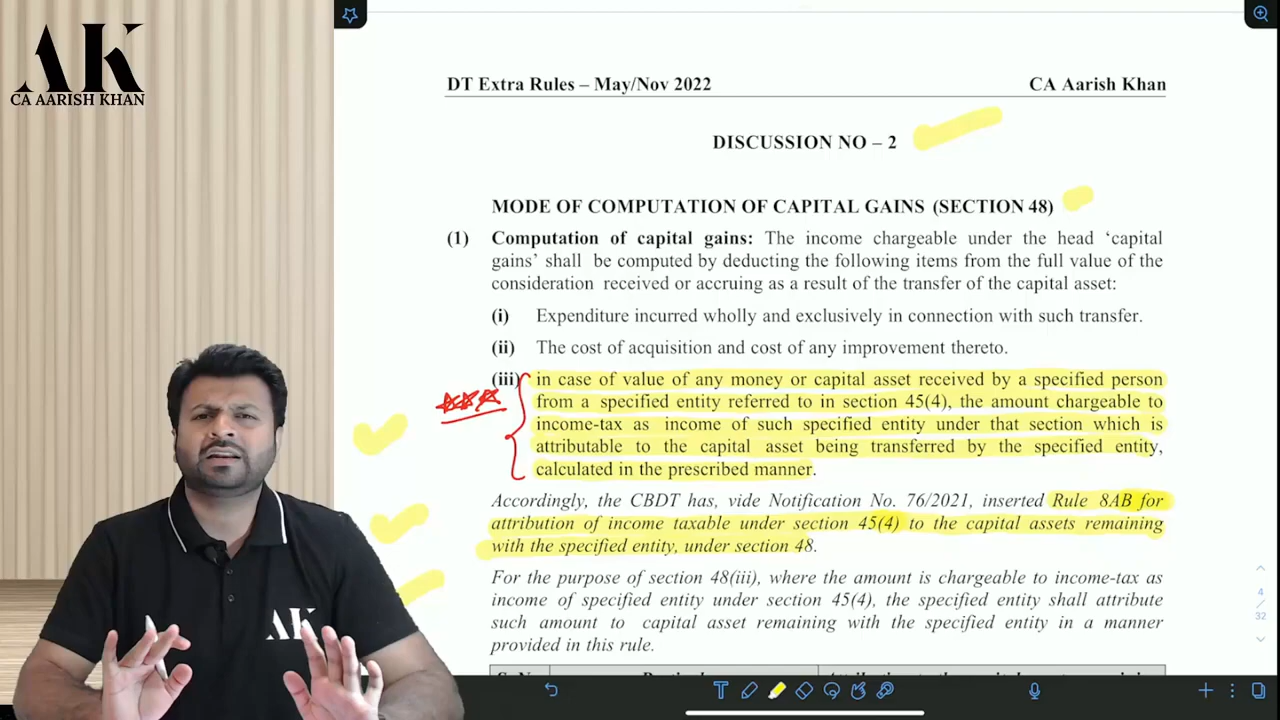 AK
CA AARISH KHAN
DT Extra Rules – May/Nov 2022 CA Aarish Khan
DISCUSSION NO – 2
MODE OF COMPUTATION OF CAPITAL GAINS (SECTION 48)
(1) Computation of capital gains: The income chargeable under the head ‘capital
gains’ shall be computed by deducting the following items from the full value of the
consideration received or accruing as a result of the transfer of the capital asset:
(i) Expenditure incurred wholly and exclusively in connection with such transfer.
(ii) The cost of acquisition and cost of any improvement thereto.
(iii) in case of value of any money or capital asset received by a specified person
from a specified entity referred to in section 45(4), the amount chargeable to
income-tax as income of such specified entity under that section which is
attributable to the capital asset being transferred by the specified entity,
calculated in the prescribed manner.
Accordingly, the CBDT has, vide Notification No. 76/2021, inserted Rule 8AB for
attribution of income taxable under section 45(4) to the capital assets remaining
with the specified entity, under section 48.
For the purpose of section 48(iii), where the amount is chargeable to income-tax as
income of specified entity under section 45(4), the specified entity shall attribute
such amount to capital asset remaining with the specified entity in a manner
provided in this rule.
4
/
32
AK
T